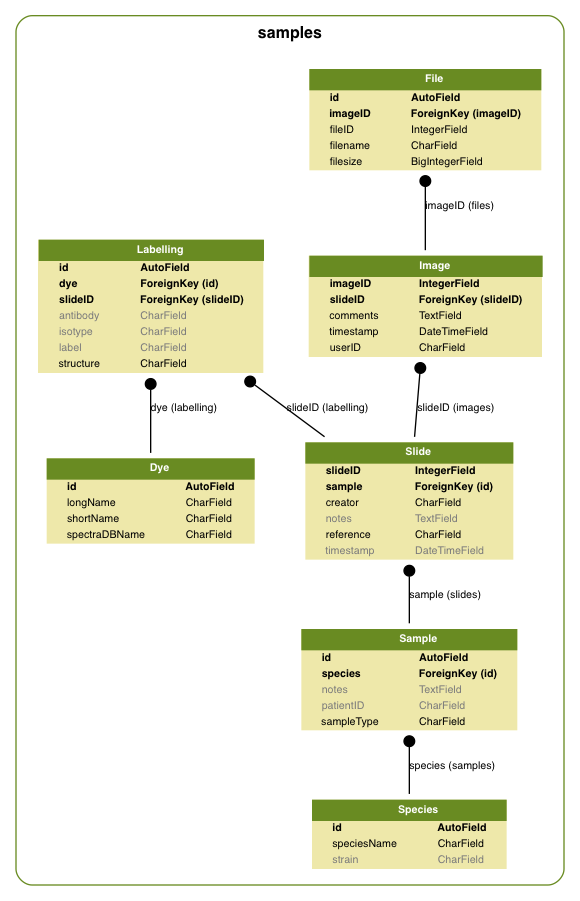 samples
File
id AutoField
imageID ForeignKey (imageID)
fileID IntegerField
filename CharField
filesize BigIntegerField
imageID (files)
Labelling
id AutoField
dye ForeignKey (id)
slideID ForeignKey (slideID)
antibody CharField
isotype CharField
label CharField
structure CharField
Image
imageID IntegerField
slideID ForeignKey (slideID)
comments TextField
timestamp DateTimeField
userID CharField
dye (labelling)
slideID (labelling)
slideID (images)
Dye
id AutoField
longName CharField
shortName CharField
spectraDBName CharField
Slide
slideID IntegerField
sample ForeignKey (id)
creator CharField
notes TextField
reference CharField
timestamp DateTimeField
sample (slides)
Sample
id AutoField
species ForeignKey (id)
notes TextField
patientID CharField
sampleType CharField
species (samples)
Species
id AutoField
speciesName CharField
strain CharField